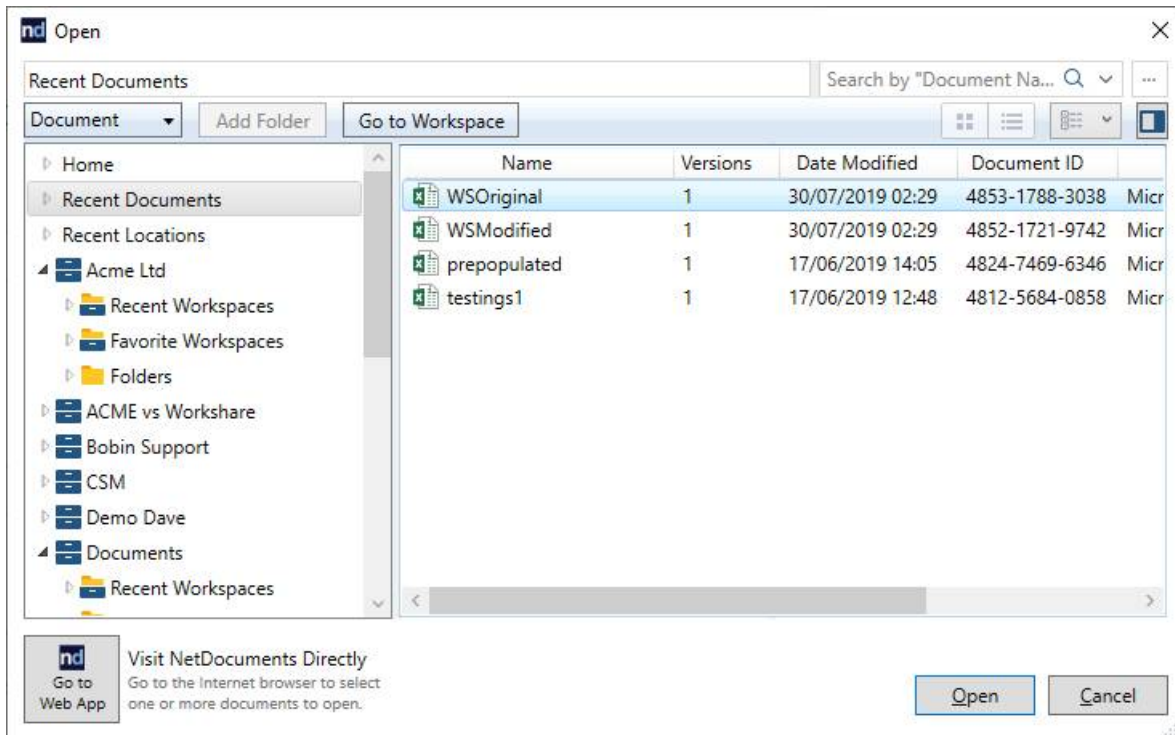 nd Open
Recent Documents
Search by "Document Na...
...
Document
Add Folder
Go to Workspace
Home
Recent Documents
Recent Locations
Acme Ltd
Recent Workspaces
Favorite Workspaces
Folders
ACME vs Workshare
Bobin Support
CSM
Demo Dave
Documents
Recent Workspaces
Name Versions Date Modified Document ID
WSOriginal 1 30/07/2019 02:29 4853-1788-3038 Micr
WSModified 1 30/07/2019 02:29 4852-1721-9742 Micr
prepopulated 1 17/06/2019 14:05 4824-7469-6346 Micr
testings1 1 17/06/2019 12:48 4812-5684-0858 Micr
nd
Go to
Web App
Visit NetDocuments Directly
Go to the Internet browser to select
one or more documents to open.
Open
Cancel